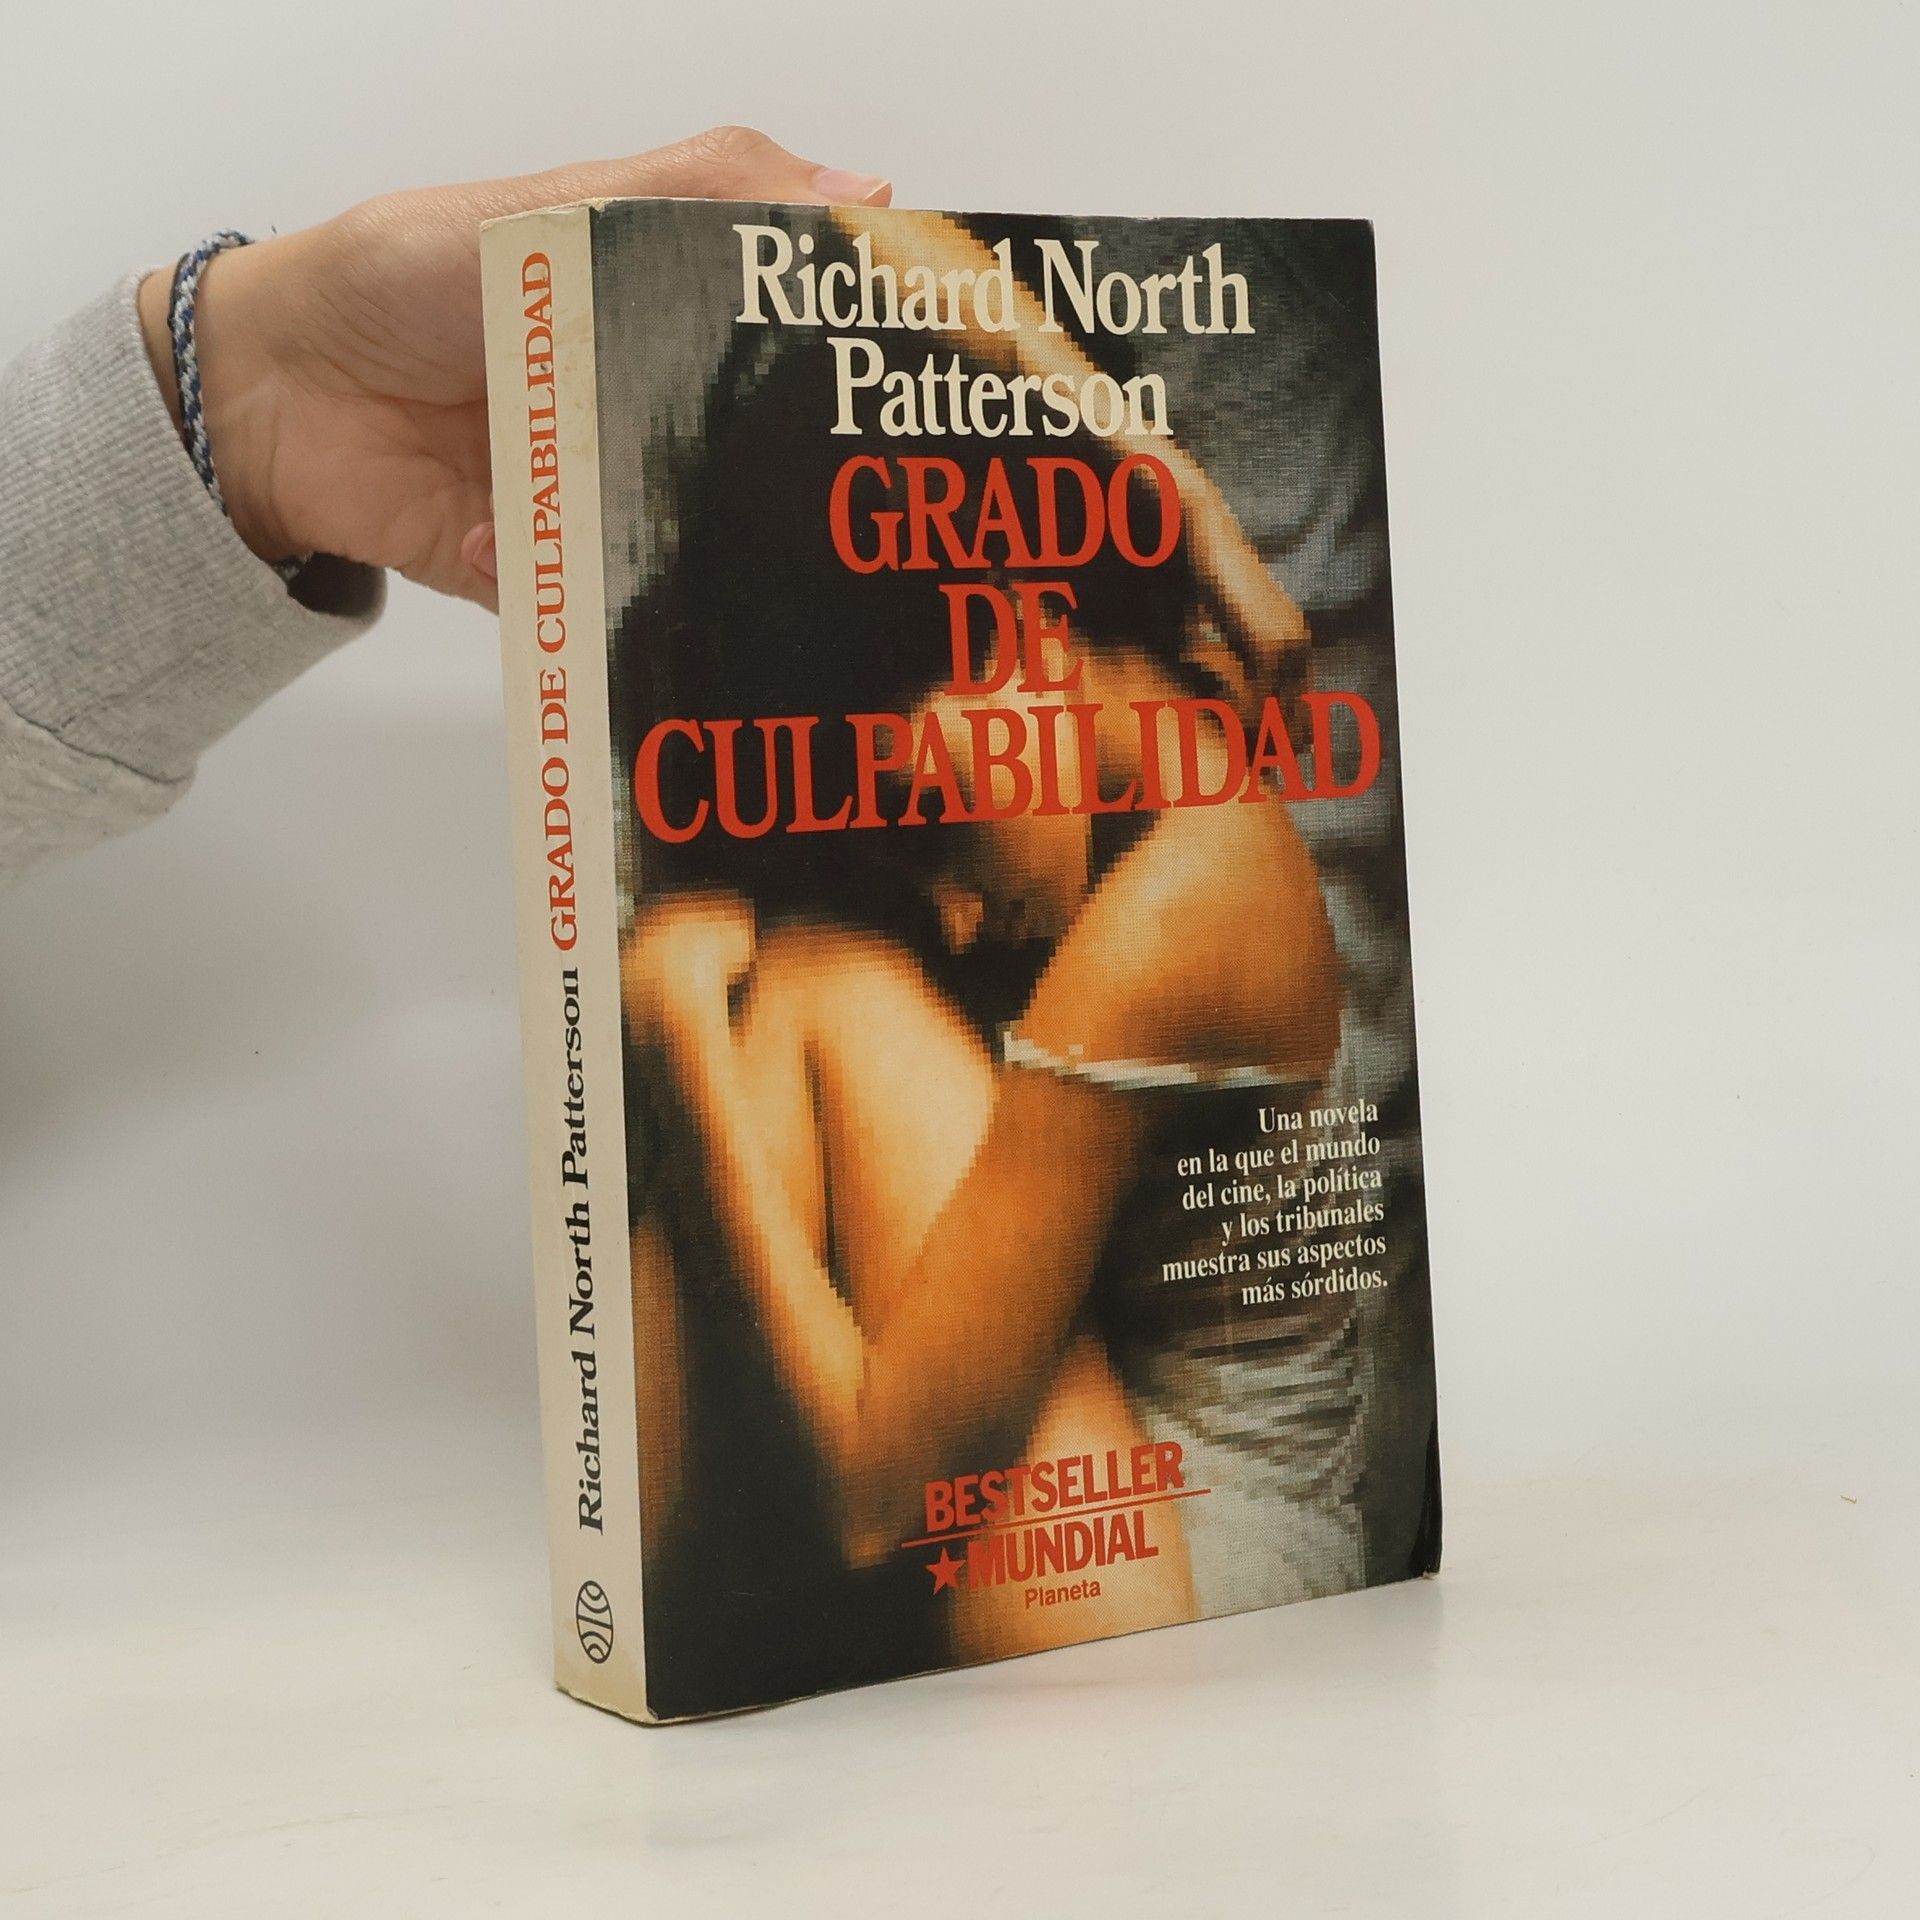 Richard North Patterson GRADO DE CULPABILIDAD
Richard North
Patterson
GRADO
DE
CULPABILIDAD
Una novela
en la que el mundo
del cine, la política
y los tribunales
muestra sus aspectos
más sórdidos.
BESTSELLER
MUNDIAL
Planeta